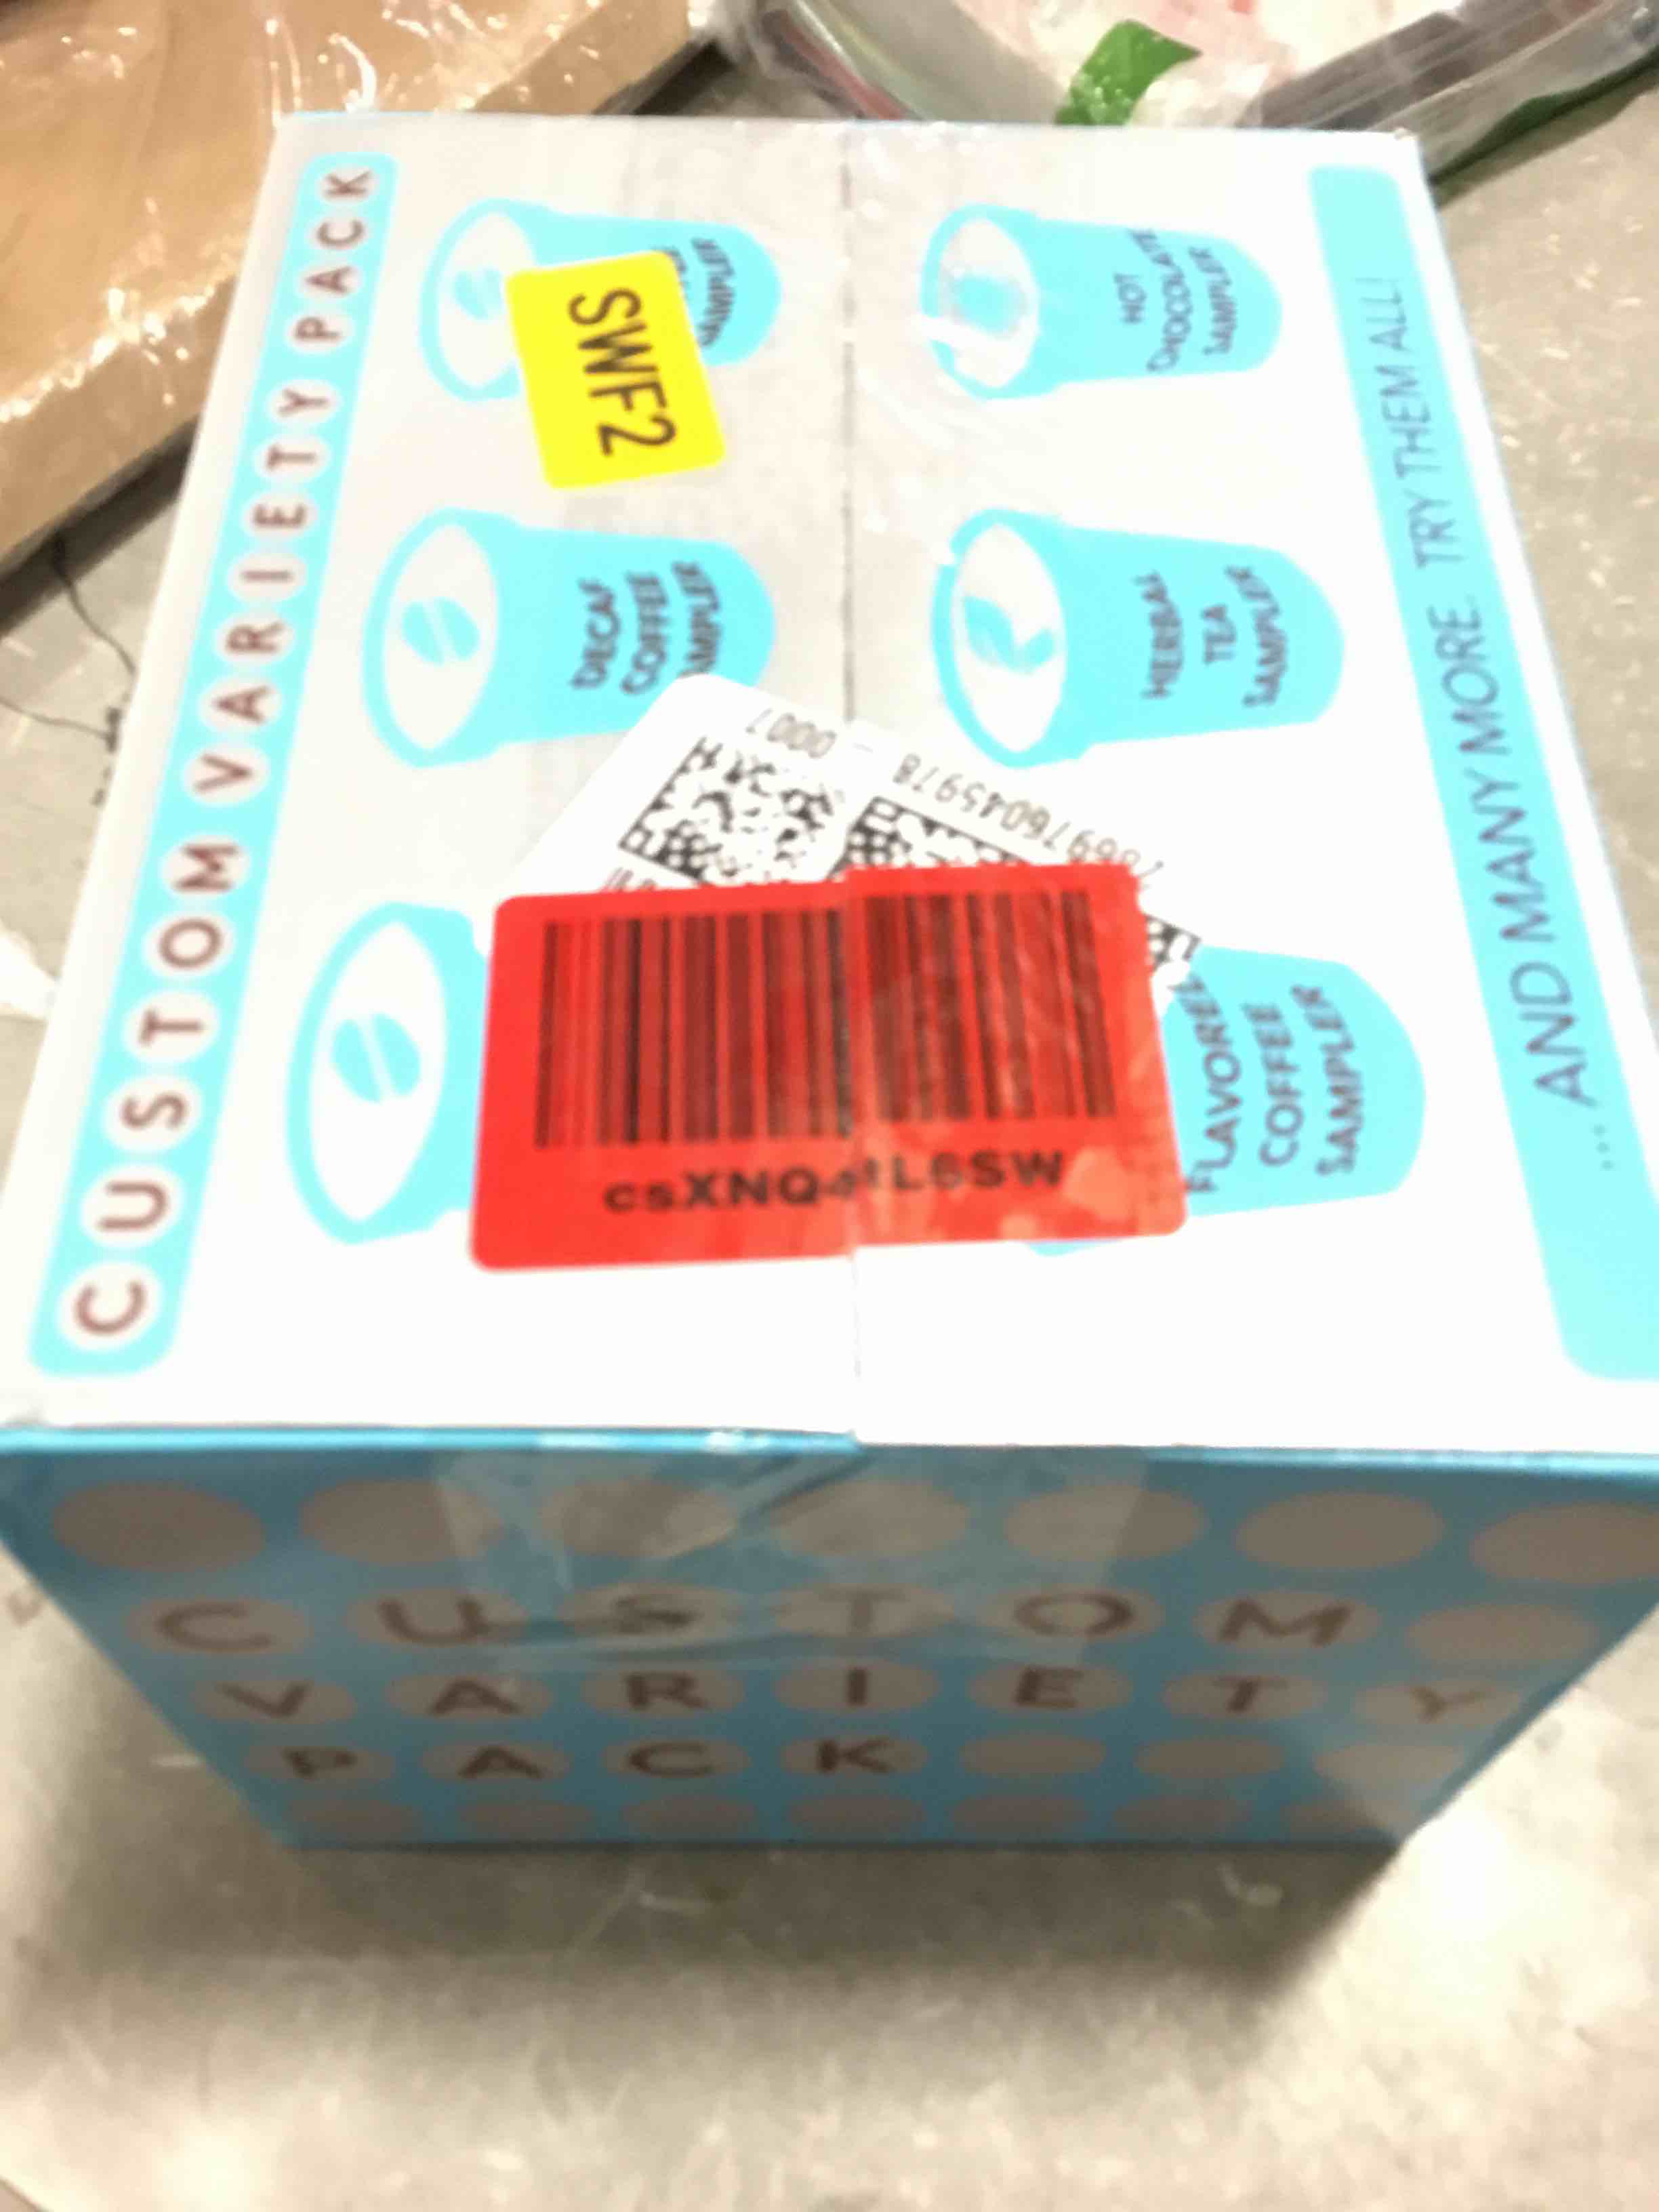 CUSTOM VARIETY PACK
SAMPLER
HOT
CHOCOLATE
SAMPLER
SWF2
DECAF
COFFEE
SAMPLER
HERBAL
TEA
SAMPLER
FLAVORED
COFFEE
SAMPLER
... AND MANY MORE. TRY THEM ALL!
CUSTOM
VARIETY
PACK